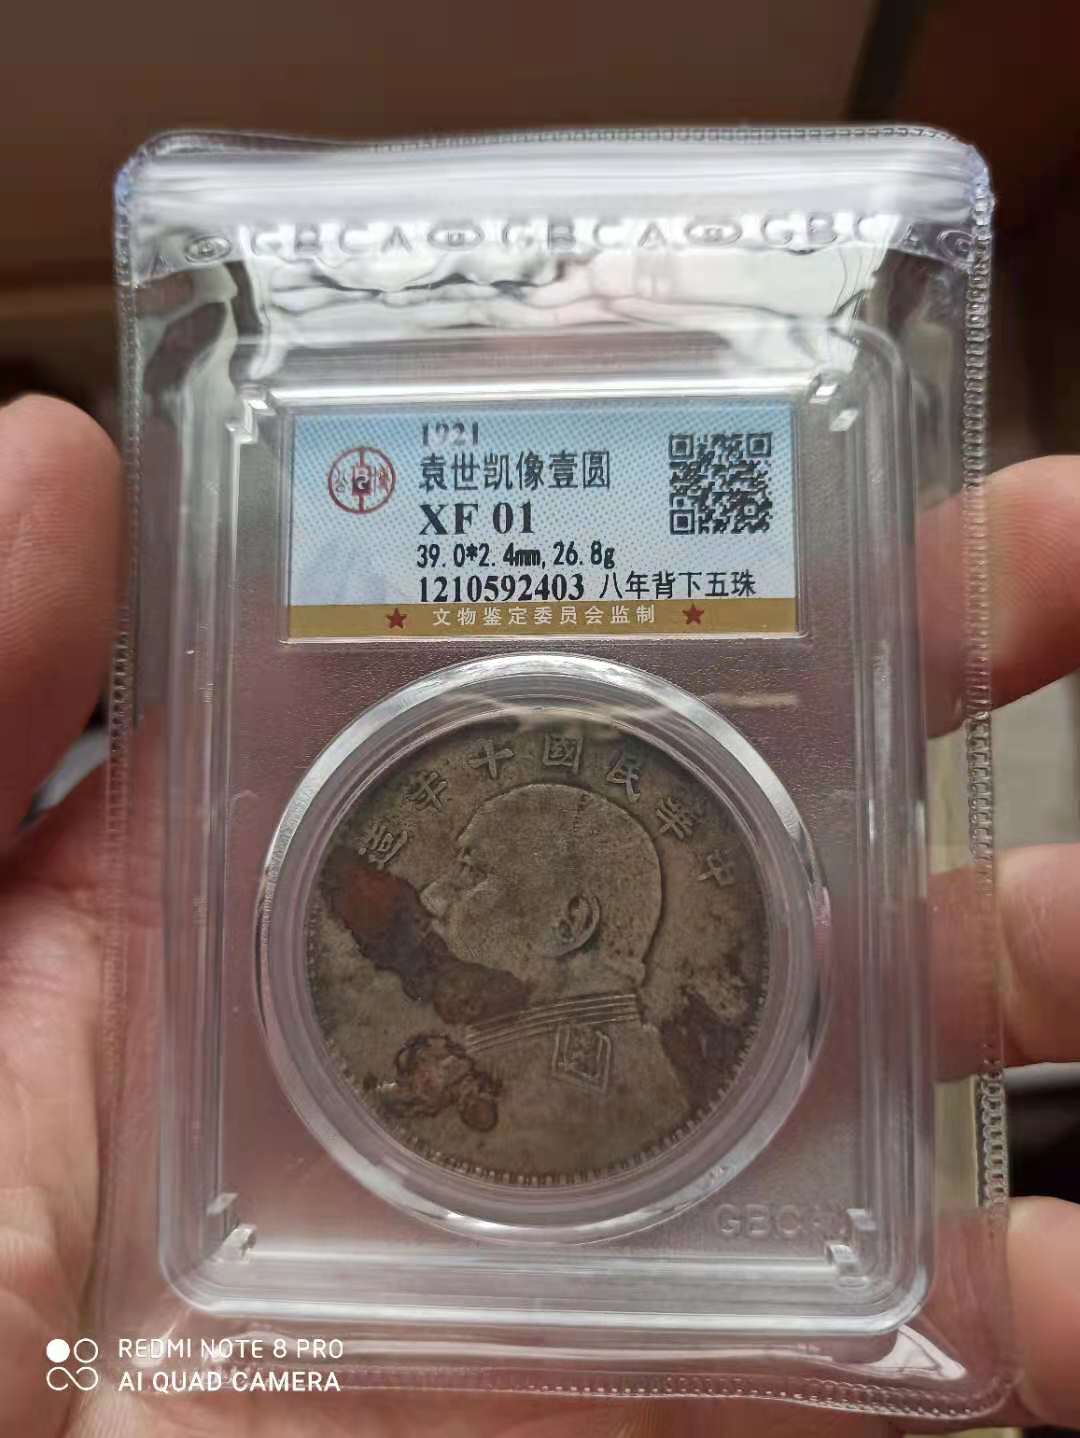 GBCA GBCA GBCA
1921
袁世凯像壹圆
公博
XF 01
39.0*2.4mm,26.8g
1210592403 八年背下五珠
★ 文物鉴定委员会监制 ★
中華民國十年造
GBCA
REDMI NOTE 8 PRO
AI QUAD CAMERA